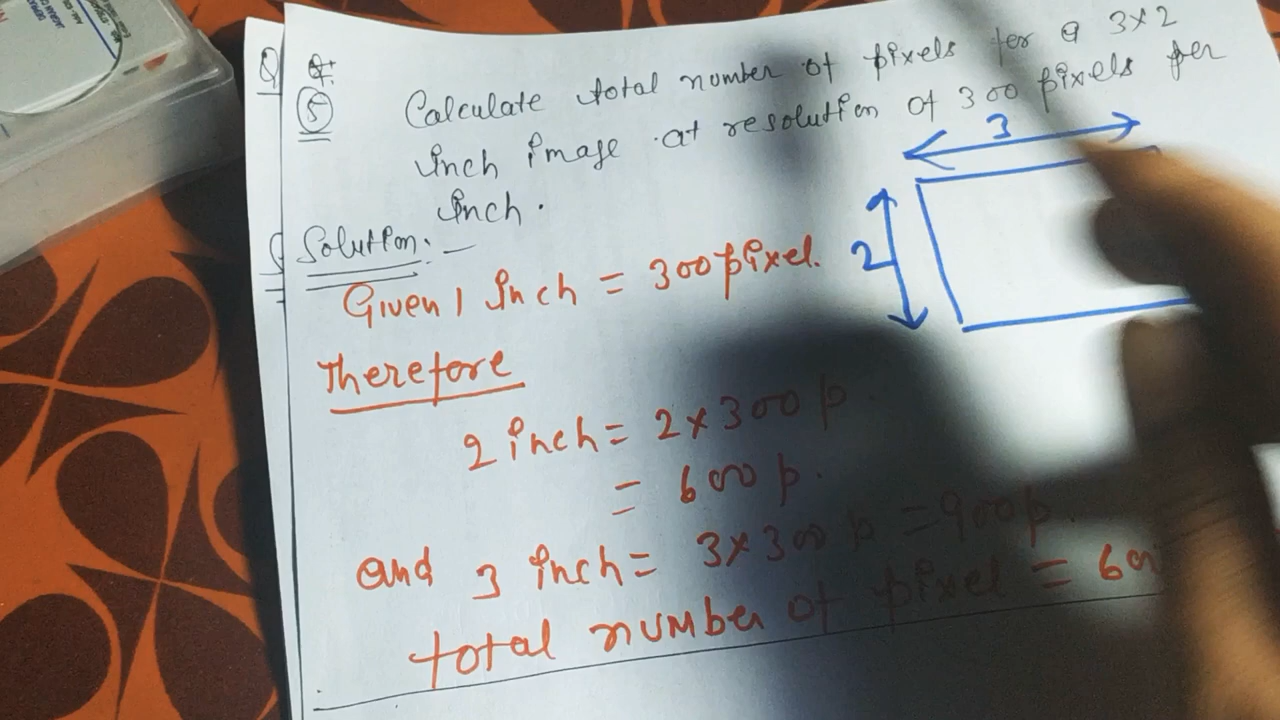 Q Q.
⑤ Calculate total number of pixels for a 3x2
inch image at resolution of 300 pixels per
inch.
Solution: —
3
2
Given 1 inch = 300 pixel.
Therefore
2 inch = 2 x 300 p.
= 600 p.
and 3 inch = 3 x 300 p = 900 p.
total number of pixel = 600